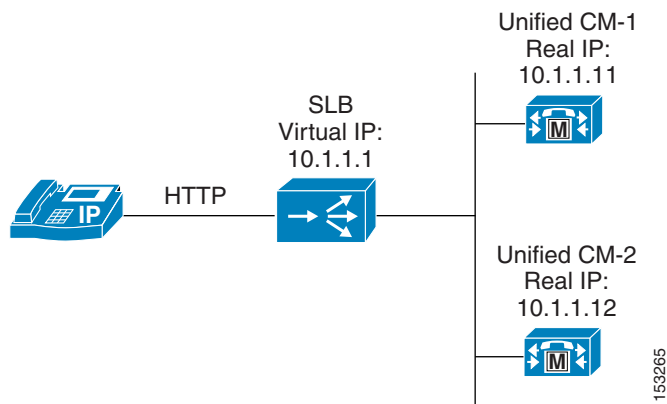 Unified CM-1
Real IP:
10.1.1.11
M
SLB
Virtual IP:
10.1.1.1
HTTP
IP
Unified CM-2
Real IP:
10.1.1.12
M
153265